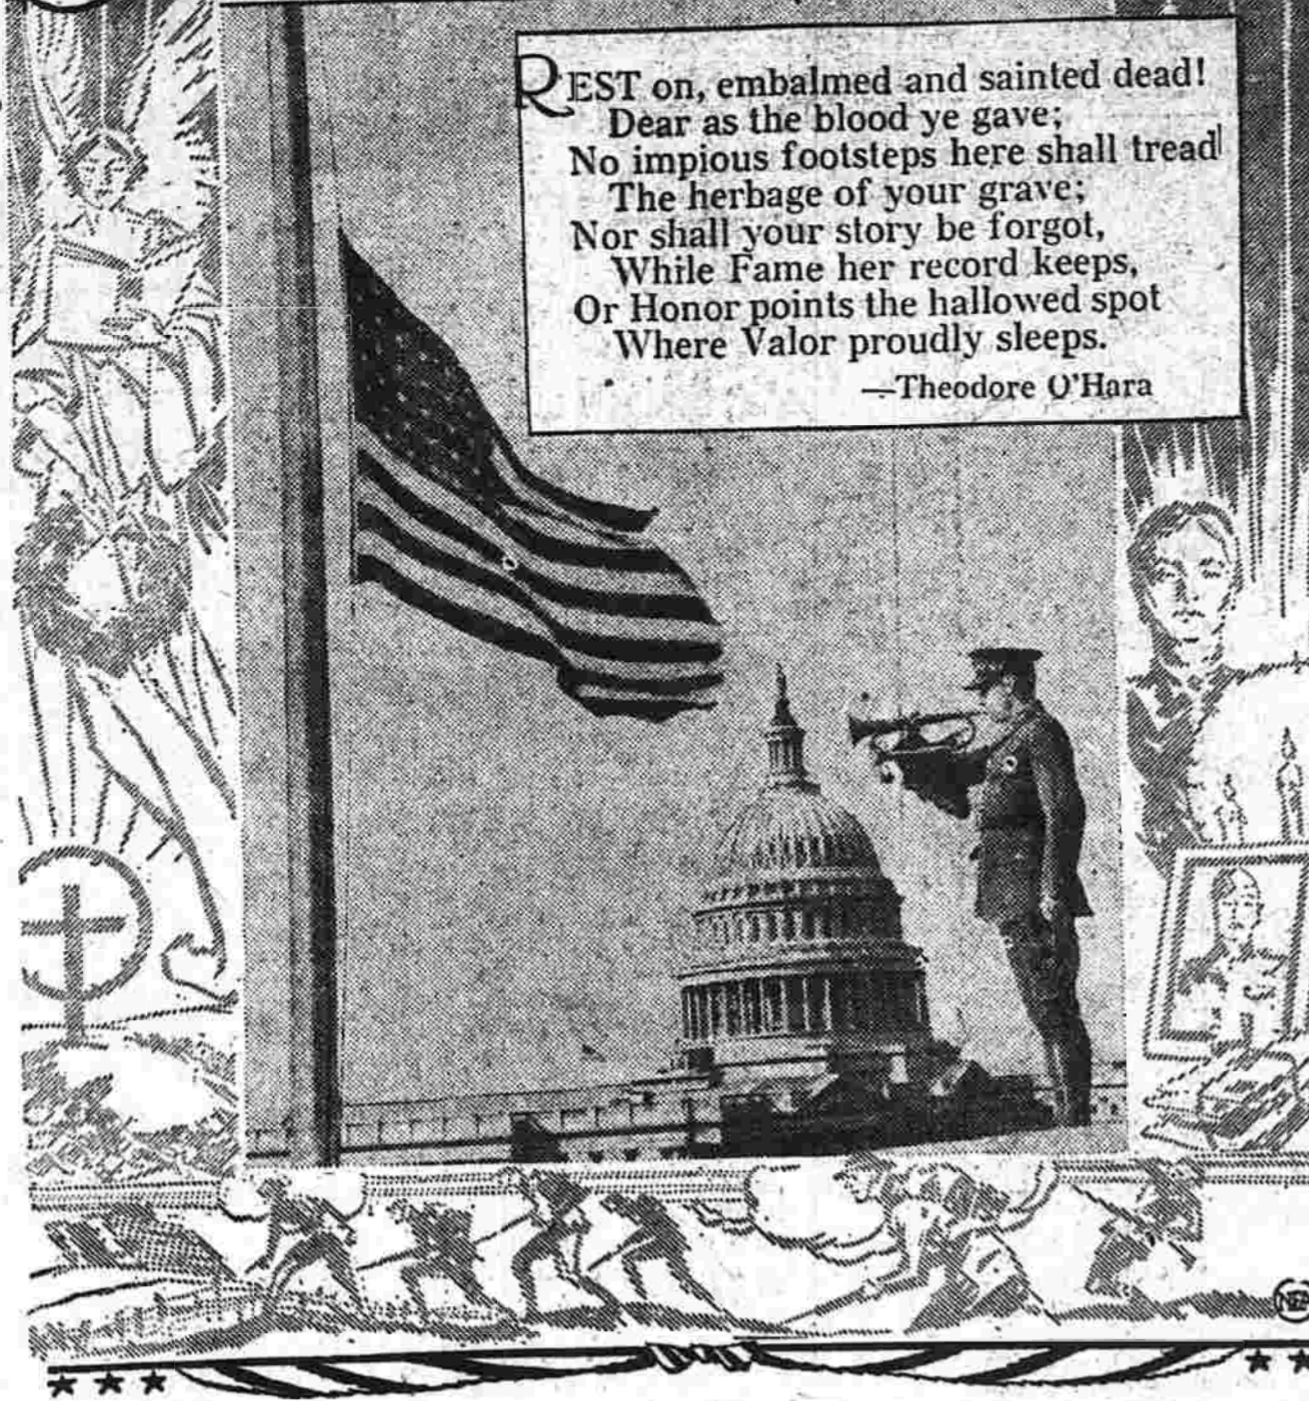 REST on, embalmed and sainted dead!
Dear as the blood ye gave;
No impious footsteps here shall tread
The herbage of your grave;
Nor shall your story be forgot,
While Fame her record keeps,
Or Honor points the hallowed spot
Where Valor proudly sleeps.
—Theodore O'Hara
NEA